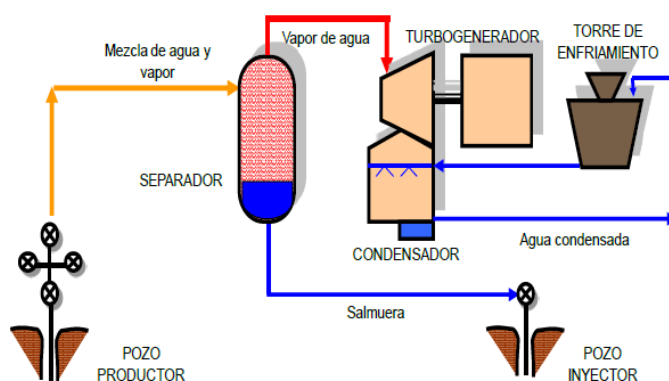 Mezcla de agua y
vapor
Vapor de agua
TURBOGENERADOR
TORRE DE
ENFRIAMIENTO
SEPARADOR
CONDENSADOR
Agua condensada
Salmuera
POZO
PRODUCTOR
POZO
INYECTOR